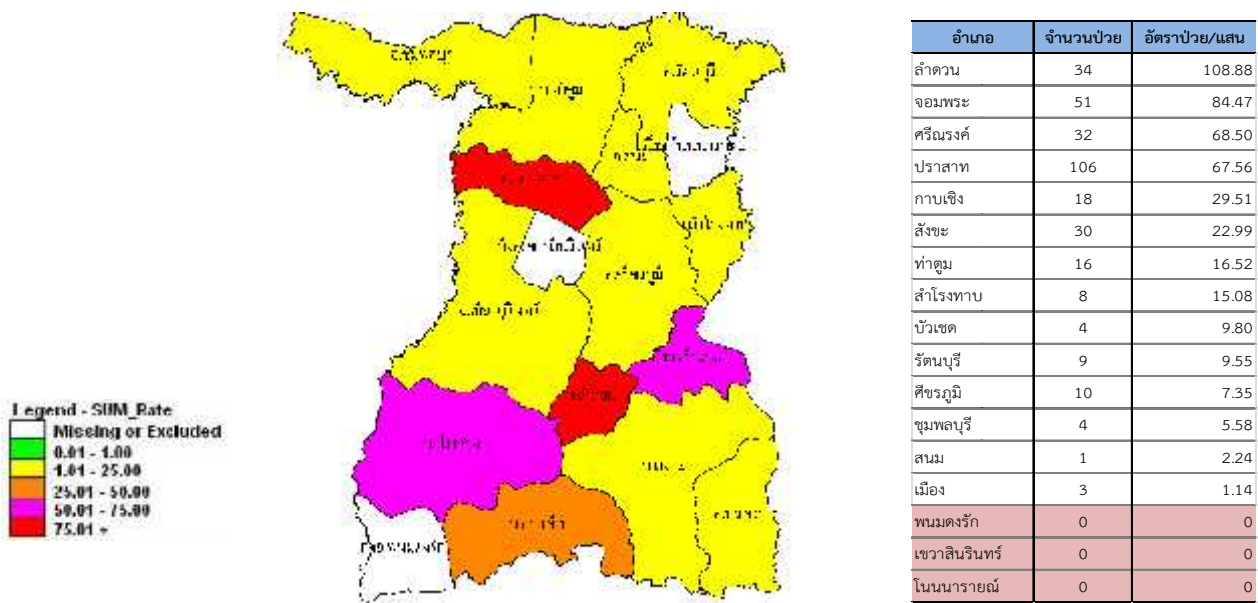 Legend - SUM_Rate
Missing or Excluded
0.01 - 1.00
1.01 - 25.00
25.01 - 50.00
50.01 - 75.00
75.01 +
อำเภอ จำนวนป่วย อัตราป่วย/แสน
ลำดวน 34 108.88
จอมพระ 51 84.47
ศรีณรงค์ 32 68.50
ปราสาท 106 67.56
กาบเชิง 18 29.51
สังขะ 30 22.99
ท่าตูม 16 16.52
สำโรงทาบ 8 15.08
บัวเชด 4 9.80
รัตนบุรี 9 9.55
ศีขรภูมิ 10 7.35
ชุมพลบุรี 4 5.58
สนม 1 2.24
เมือง 3 1.14
พนมดงรัก 0 0
เขวาสินรินทร์ 0 0
โนนนารายณ์ 0 0